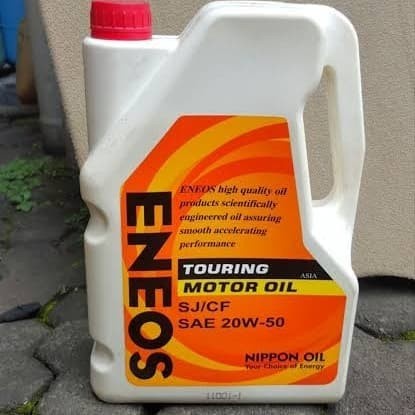 ENEOS
ENEOS high quality oil
products scientifically
engineered oil assuring
smooth accelerating
performance
TOURING
ASIA
MOTOR OIL
SJ/CF
SAE 20W-50
NIPPON OIL
Your Choice of Energy